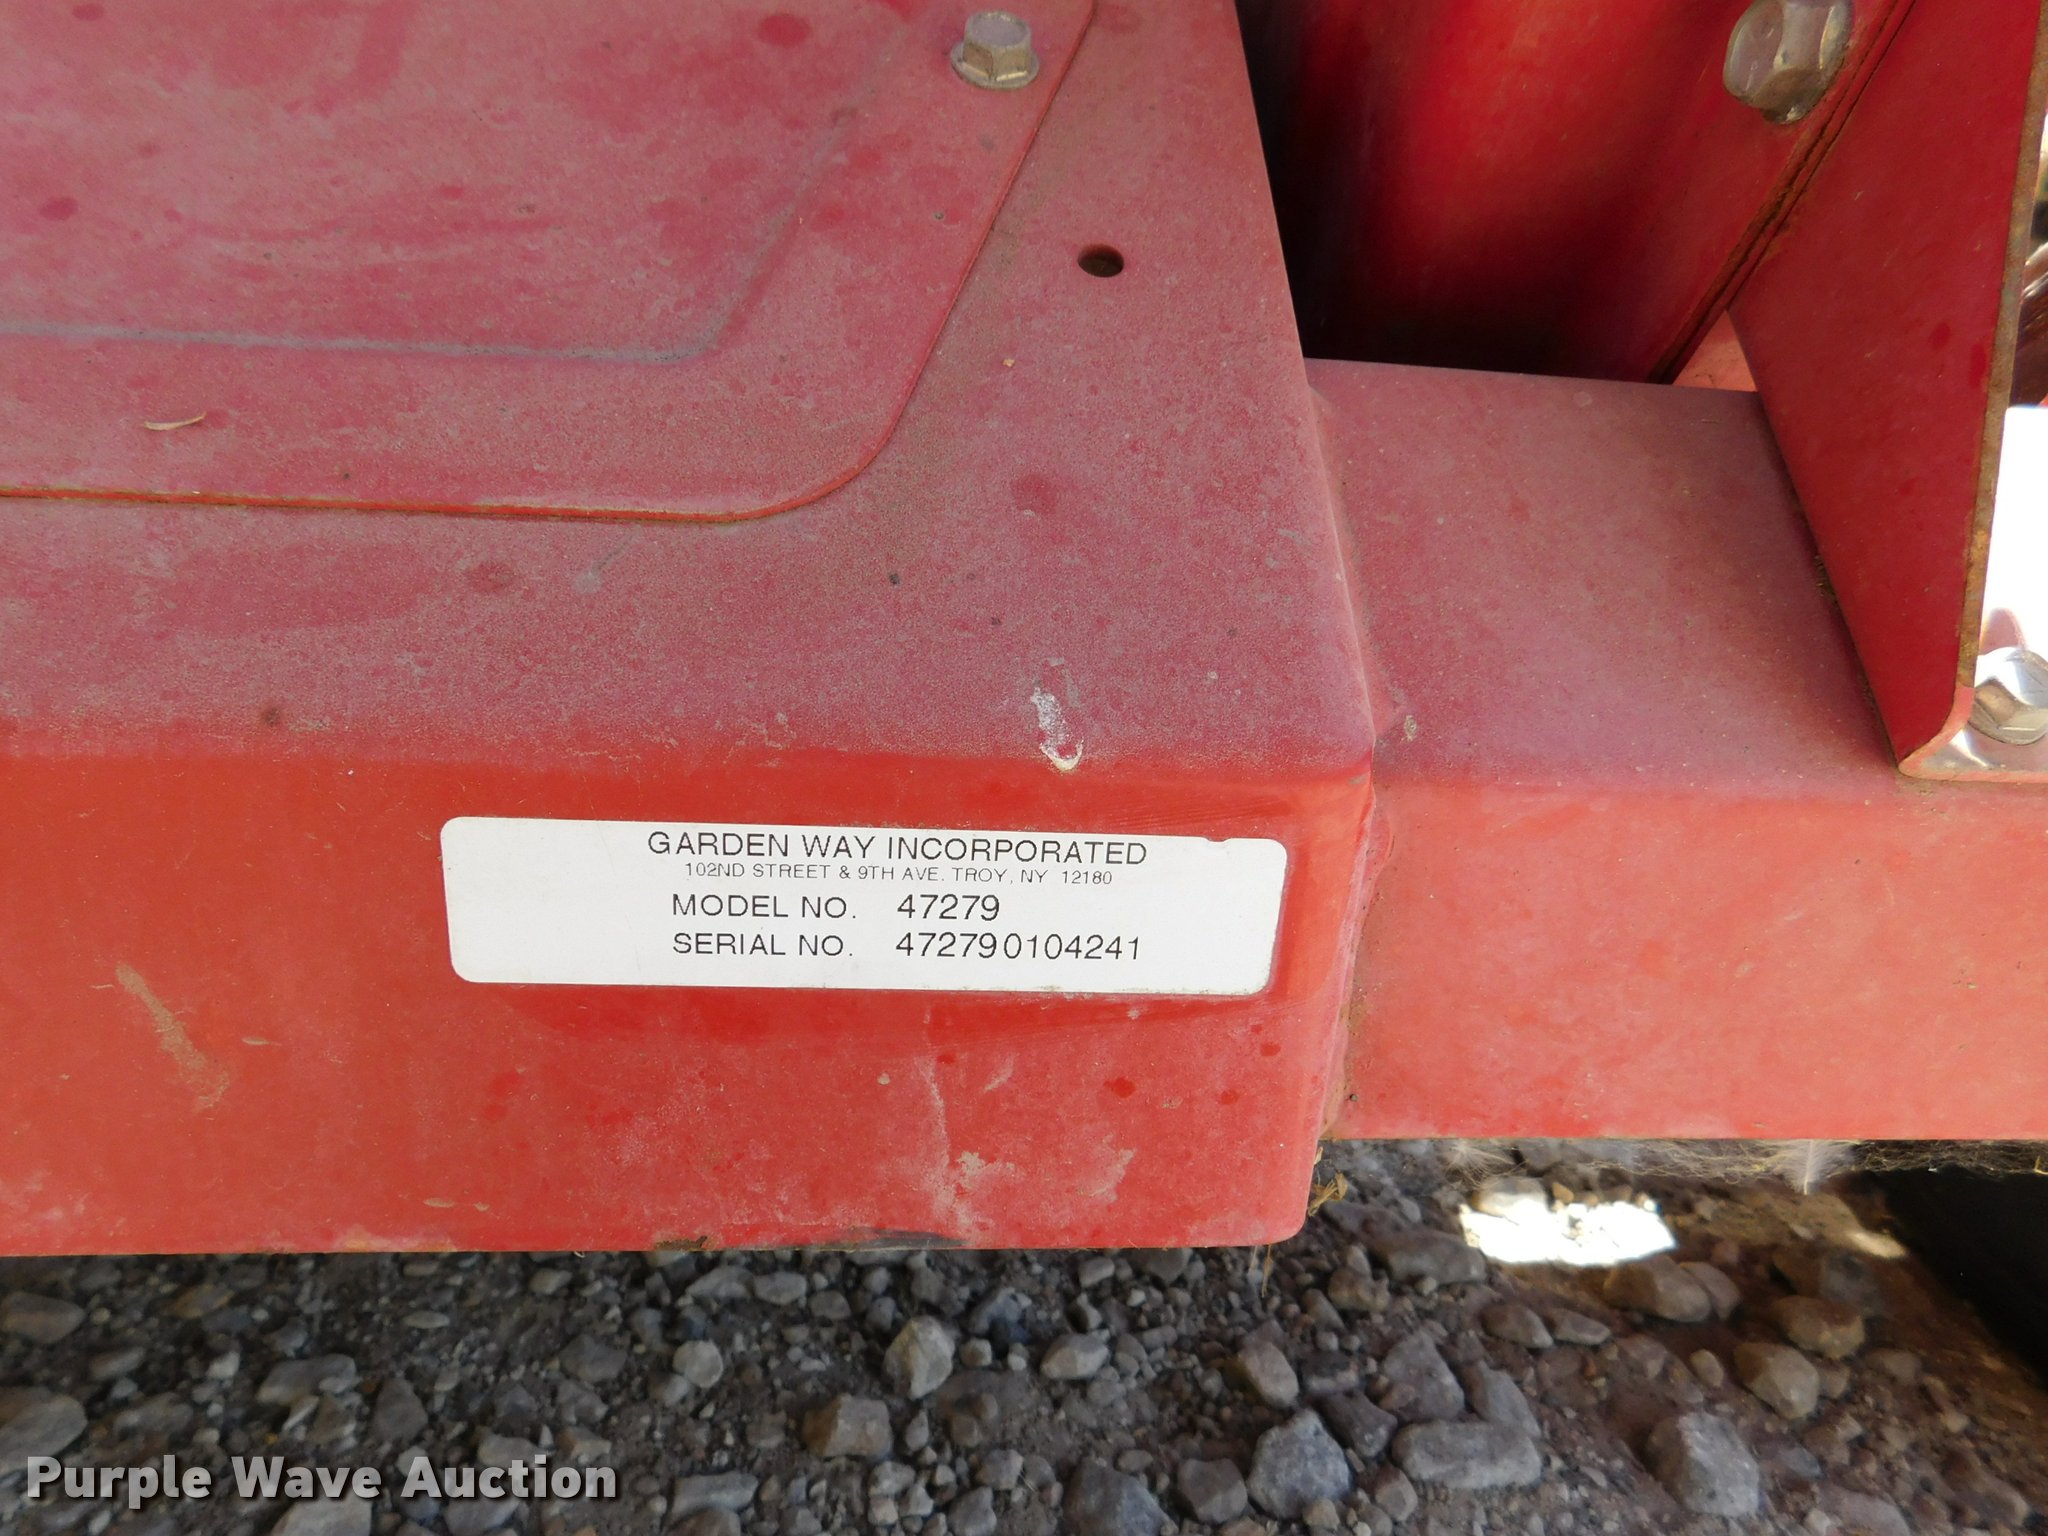 GARDEN WAY INCORPORATED
102ND STREET & 9TH AVE. TROY, NY 12180
MODEL NO. 47279
SERIAL NO. 472790104241
Purple Wave Auction